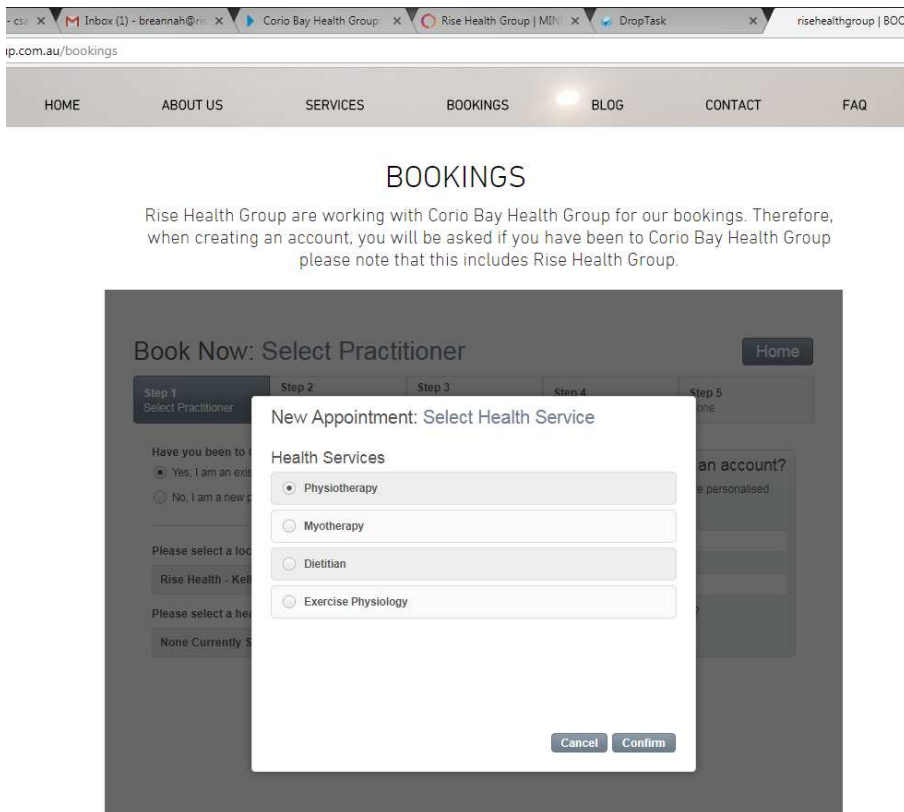 - csa
Inbox (1) - breannah@ri
Corio Bay Health Group
Rise Health Group | MIN
DropTask
risehealthgroup | BOO
up.com.au/bookings
HOME ABOUT US SERVICES BOOKINGS BLOG CONTACT FAQ
BOOKINGS
Rise Health Group are working with Corio Bay Health Group for our bookings. Therefore,
when creating an account, you will be asked if you have been to Corio Bay Health Group
please note that this includes Rise Health Group.
Book Now: Select Practitioner
Home
Step 1
Select Practitioner
Step 2
Step 3
Step 4
Step 5
one
New Appointment: Select Health Service
Have you been to
Yes, I am an exis
No, I am a new p
Please select a loc
Rise Health - Kell
Please select a hea
None Currently S
an account?
personalised
Health Services
Physiotherapy
Myotherapy
Dietitian
Exercise Physiology
Cancel Confirm